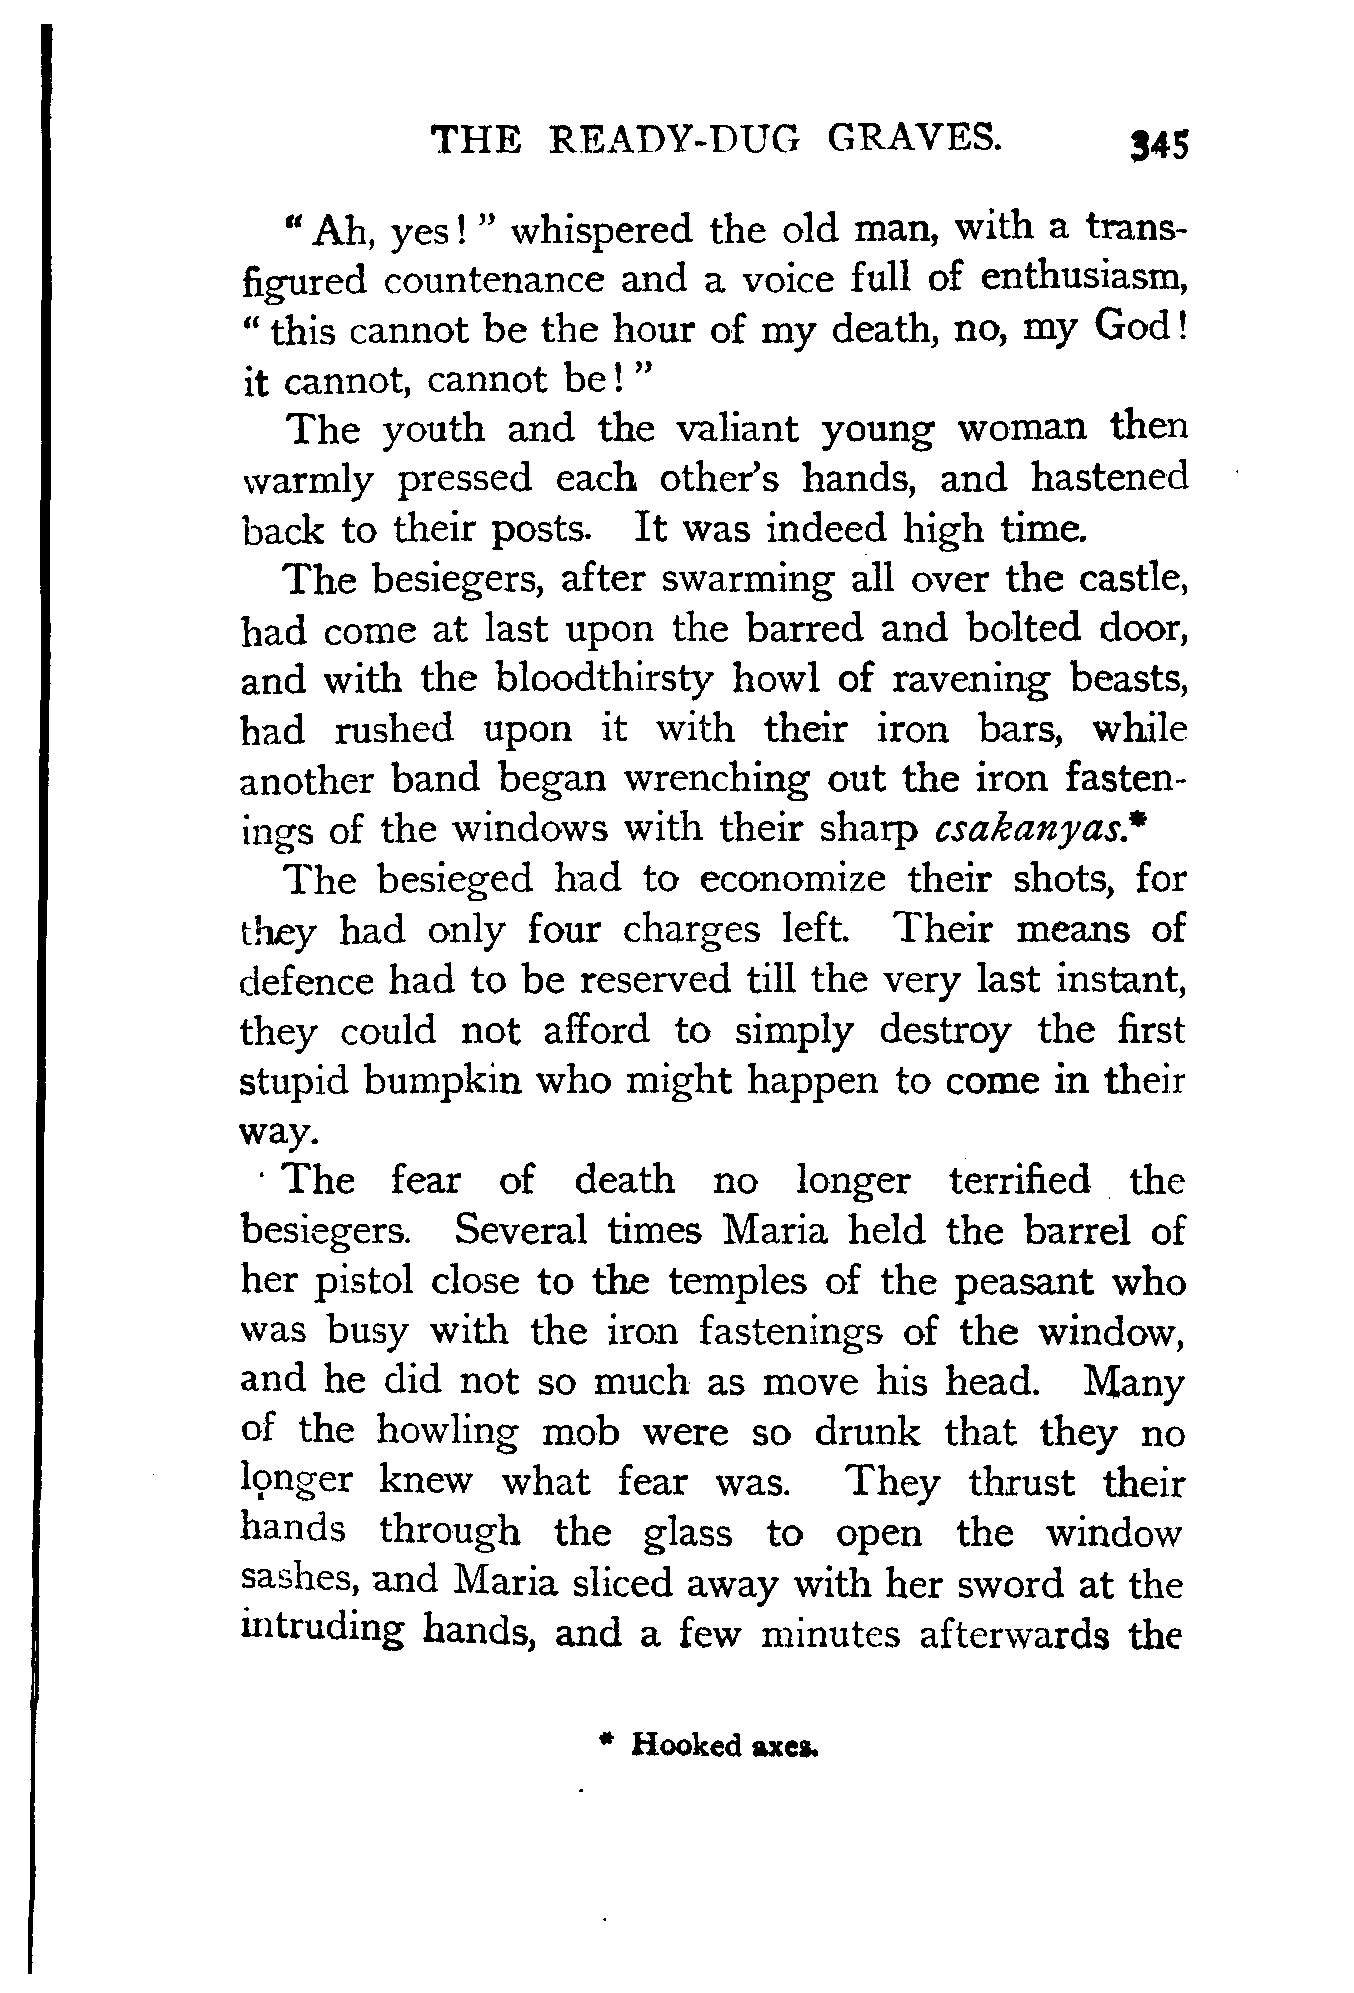 THE READY-DUG GRAVES. 345
“ Ah, yes! ” whispered the old man, with a trans-
figured countenance and a voice full of enthusiasm,
“ this cannot be the hour of my death, no, my God!
it cannot, cannot be! ”
The youth and the valiant young woman then
warmly pressed each other's hands, and hastened
back to their posts. It was indeed high time.
The besiegers, after swarming all over the castle,
had come at last upon the barred and bolted door,
and with the bloodthirsty howl of ravening beasts,
had rushed upon it with their iron bars, while
another band began wrenching out the iron fasten-
ings of the windows with their sharp csakanyas.*
The besieged had to economize their shots, for
they had only four charges left. Their means of
defence had to be reserved till the very last instant,
they could not afford to simply destroy the first
stupid bumpkin who might happen to come in their
way.
The fear of death no longer terrified the
besiegers. Several times Maria held the barrel of
her pistol close to the temples of the peasant who
was busy with the iron fastenings of the window,
and he did not so much as move his head. Many
of the howling mob were so drunk that they no
longer knew what fear was. They thrust their
hands through the glass to open the window
sashes, and Maria sliced away with her sword at the
intruding hands, and a few minutes afterwards the
* Hooked axes.